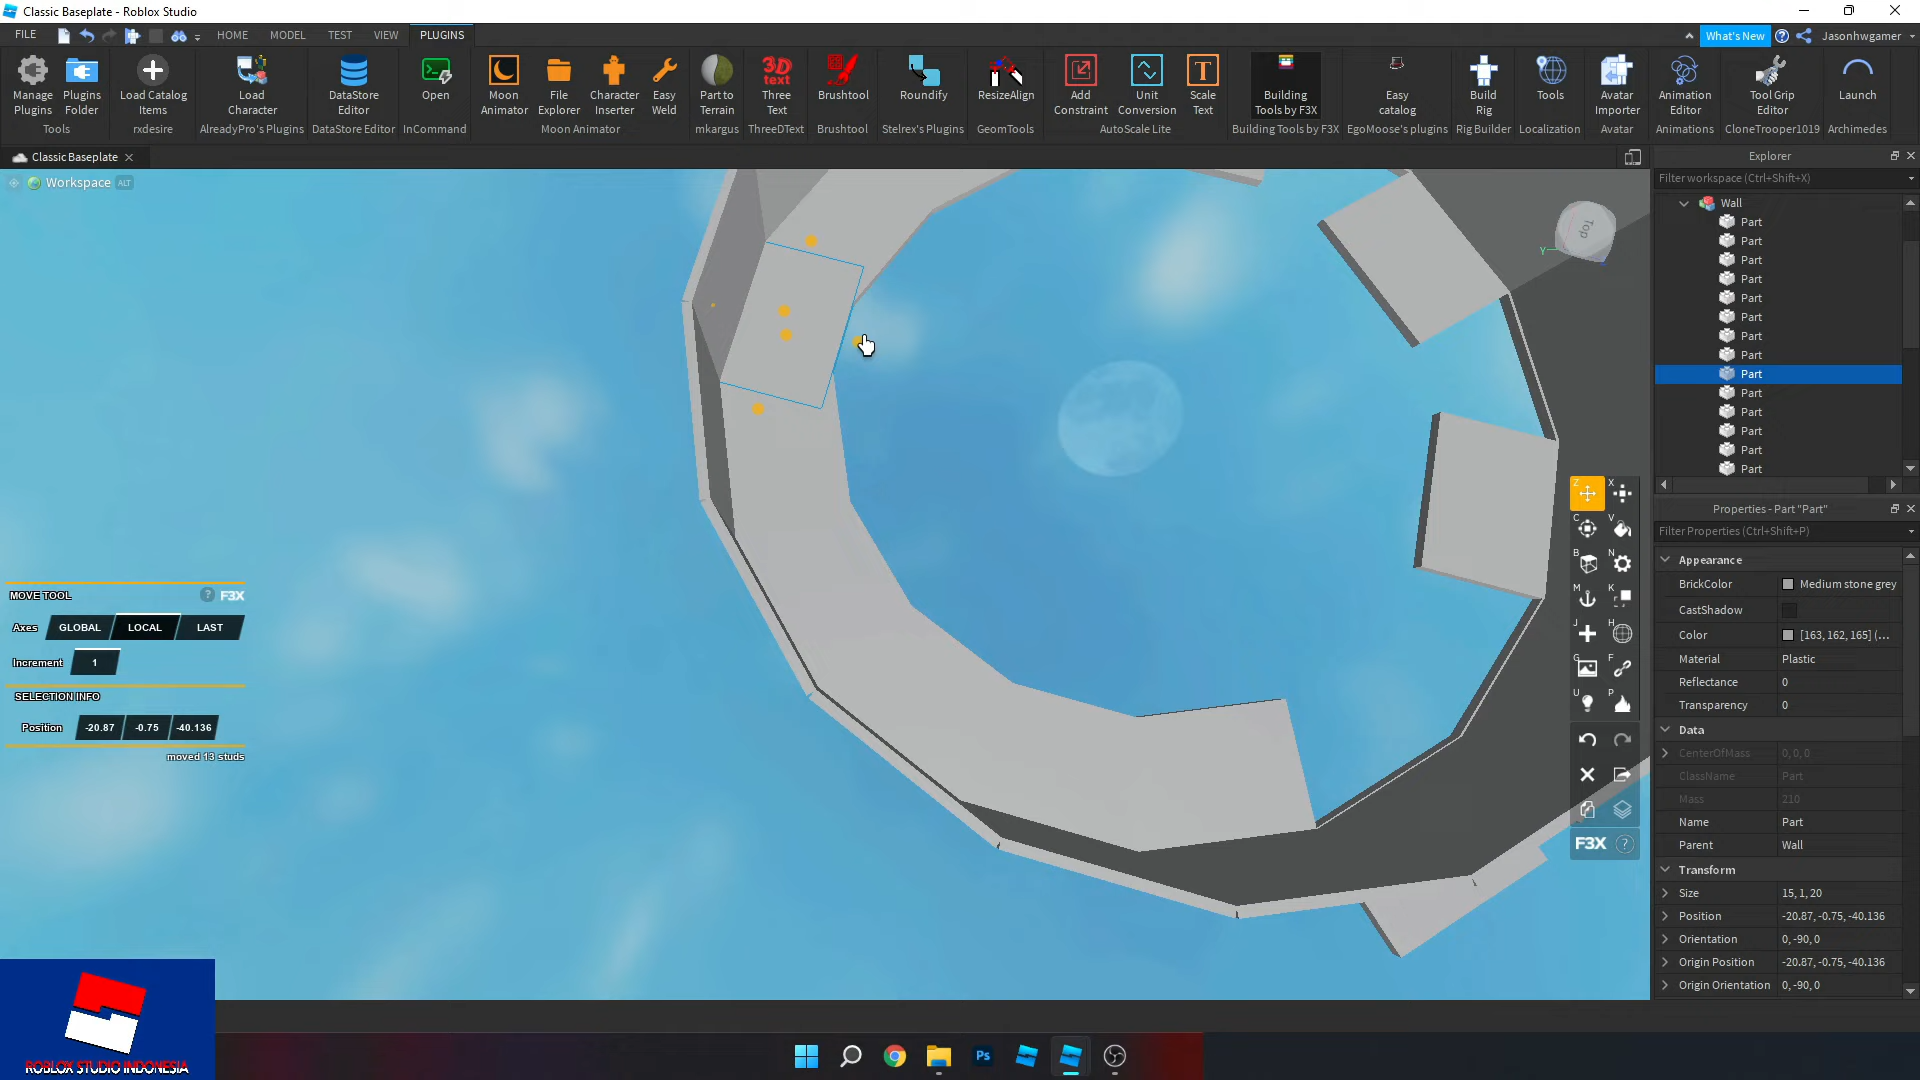 Classic Baseplate - Roblox Studio
FILE
HOME
MODEL
TEST
VIEW
PLUGINS
What's New
Jasonhwgamer
Manage Plugins
Plugins Folder
Load Catalog Items
Load Character
DataStore Editor
Open
Moon Animator
File Explorer
Character Inserter
Easy Weld
Part to Terrain
Three Text
3D text
Brushtool
Roundify
ResizeAlign
Add Constraint
Unit Conversion
Scale Text
Building Tools by F3X
Easy catalog
Build Rig
Tools
Avatar Importer
Animation Editor
Tool Grip Editor
Launch
Tools
rxdesire
AlreadyPro's Plugins
DataStore Editor
InCommand
Moon Animator
mkargus
ThreeDText
Brushtool
Stelrex's Plugins
GeomTools
AutoScale Lite
Building Tools by F3X
EgoMoose's plugins
Rig Builder
Localization
Avatar
Animations
CloneTrooper1019
Archimedes
Classic Baseplate
Workspace
ALT
Top
Y
Explorer
Filter workspace (Ctrl+Shift+X)
Wall
Part
Part
Part
Part
Part
Part
Part
Part
Part
Part
Part
Part
Part
Part
MOVE TOOL
? F3X
Axes
GLOBAL
LOCAL
LAST
Increment
1
SELECTION INFO
Position
-20.87
-0.75
-40.136
moved 13 studs
Z
X
C
V
B
N
M
K
J
H
G
F
U
P
F3X
?
Properties - Part "Part"
Filter Properties (Ctrl+Shift+P)
Appearance
BrickColor
Medium stone grey
CastShadow
Color
[163, 162, 165] (...
Material
Plastic
Reflectance
0
Transparency
0
Data
CenterOfMass
0, 0, 0
ClassName
Part
Mass
210
Name
Part
Parent
Wall
Transform
Size
15, 1, 20
Position
-20.87, -0.75, -40.136
Orientation
0, -90, 0
Origin Position
-20.87, -0.75, -40.136
Origin Orientation
0, -90, 0
ROBLOX STUDIO INDONESIA
Ps